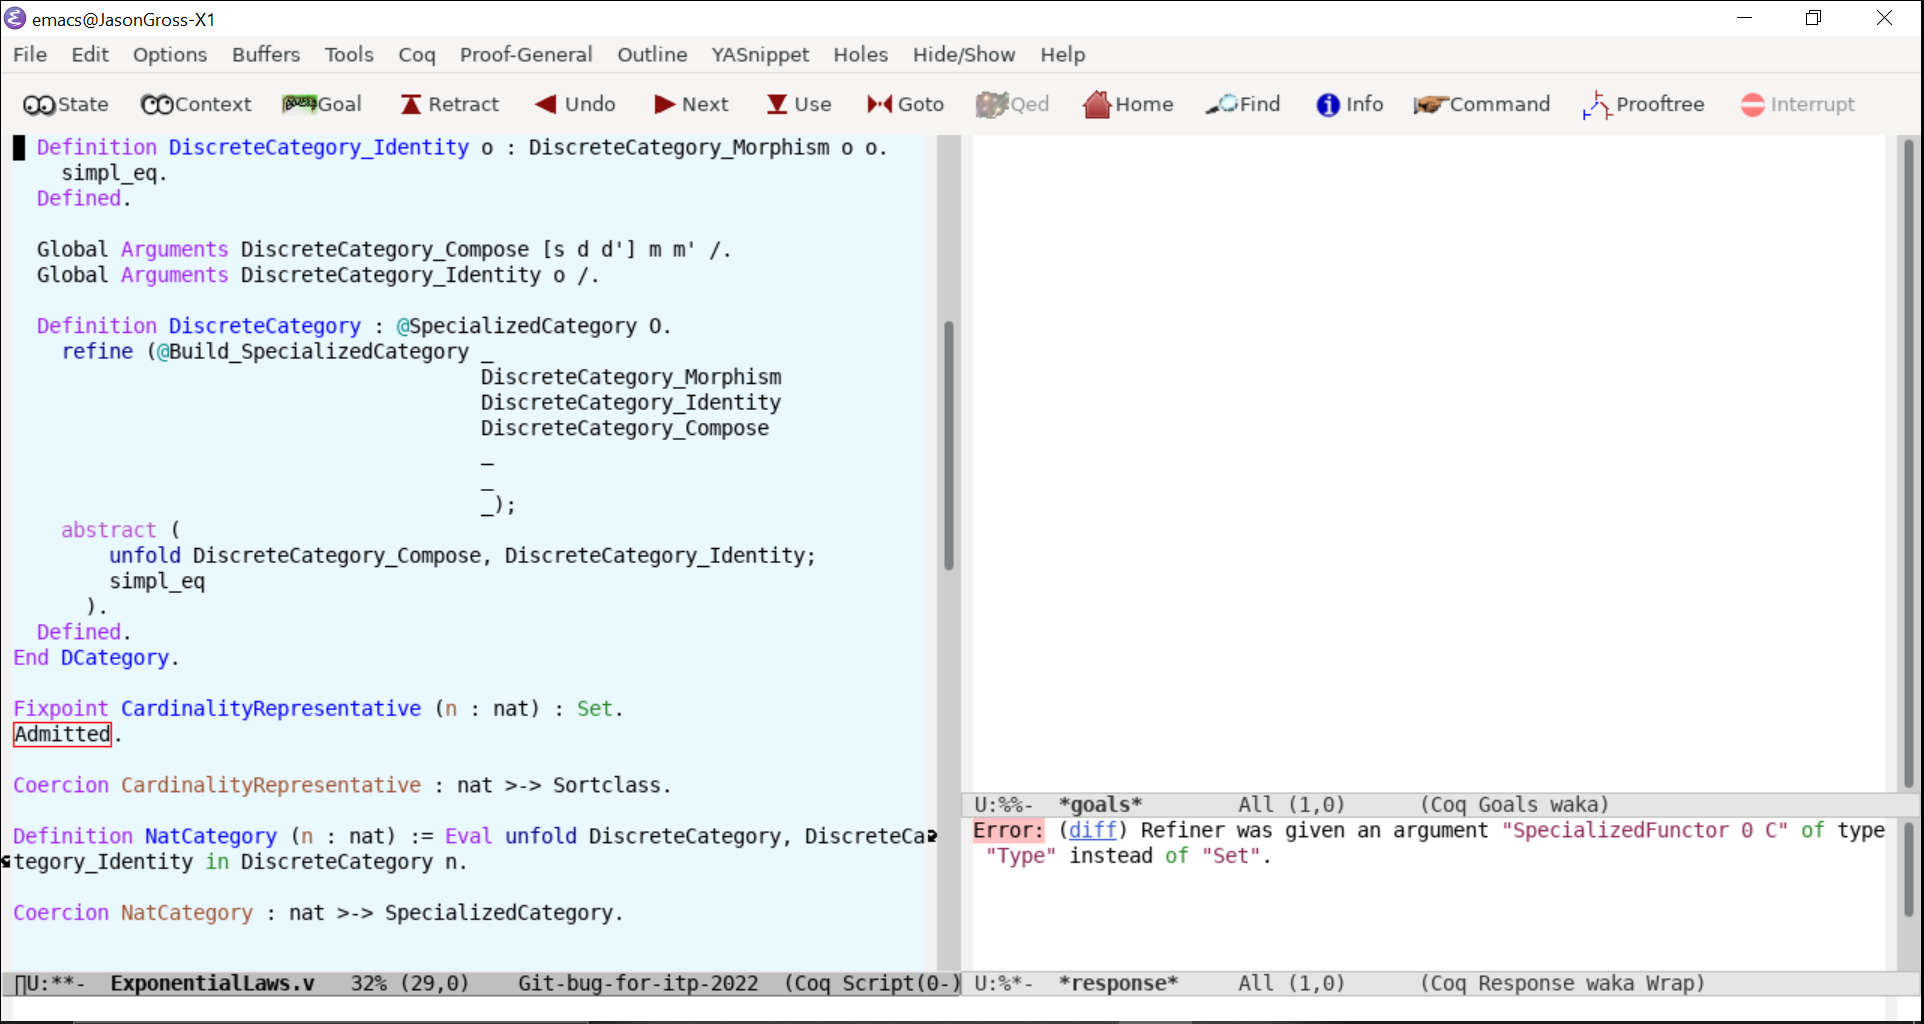 emacs@JasonGross-X1
File Edit Options Buffers Tools Coq Proof-General Outline YASnippet Holes Hide/Show Help
State Context Goal Retract Undo Next Use Goto Qed Home Find Info Command Prooftree Interrupt
Definition DiscreteCategory_Identity o : DiscreteCategory_Morphism o o.
simpl_eq.
Defined.
Global Arguments DiscreteCategory_Compose [s d d'] m m' /.
Global Arguments DiscreteCategory_Identity o /.
Definition DiscreteCategory : @SpecializedCategory O.
refine (@Build_SpecializedCategory _
DiscreteCategory_Morphism
DiscreteCategory_Identity
DiscreteCategory_Compose
_
_
_);
abstract (
unfold DiscreteCategory_Compose, DiscreteCategory_Identity;
simpl_eq
).
Defined.
End DCategory.
Fixpoint CardinalityRepresentative (n : nat) : Set.
Admitted.
Coercion CardinalityRepresentative : nat >-> Sortclass.
Definition NatCategory (n : nat) := Eval unfold DiscreteCategory, DiscreteCa
tegory_Identity in DiscreteCategory n.
Coercion NatCategory : nat >-> SpecializedCategory.
U:**- ExponentialLaws.v 32% (29,0) Git-bug-for-itp-2022 (Coq Script(0-)
U:%%- *goals* All (1,0) (Coq Goals waka)
Error: (diff) Refiner was given an argument "SpecializedFunctor 0 C" of type
"Type" instead of "Set".
U:%*- *response* All (1,0) (Coq Response waka Wrap)